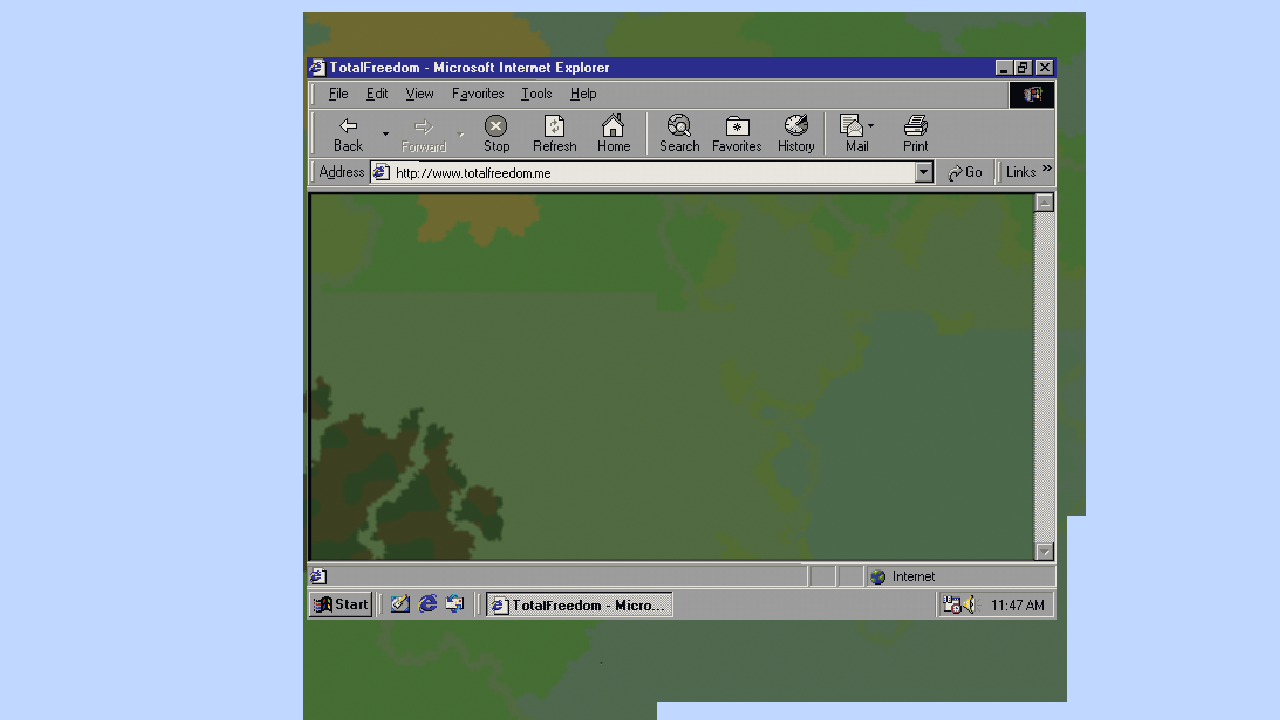 TotalFreedom - Microsoft Internet Explorer
File Edit View Favorites Tools Help
Back Forward Stop Refresh Home Search Favorites History Mail Print
Address http://www.totalfreedom.me Go Links »
Internet
Start TotalFreedom - Micro... 11:47 AM